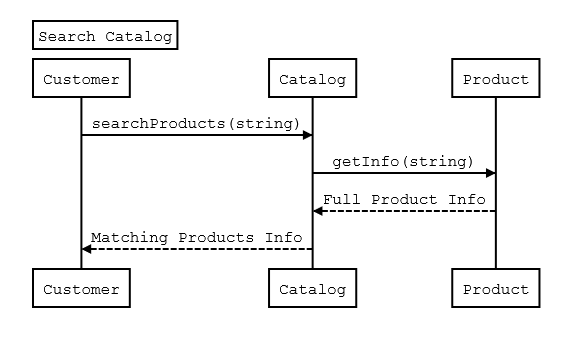 Search Catalog
Customer
Catalog
Product
searchProducts(string)
getInfo(string)
Full Product Info
Matching Products Info
Customer
Catalog
Product